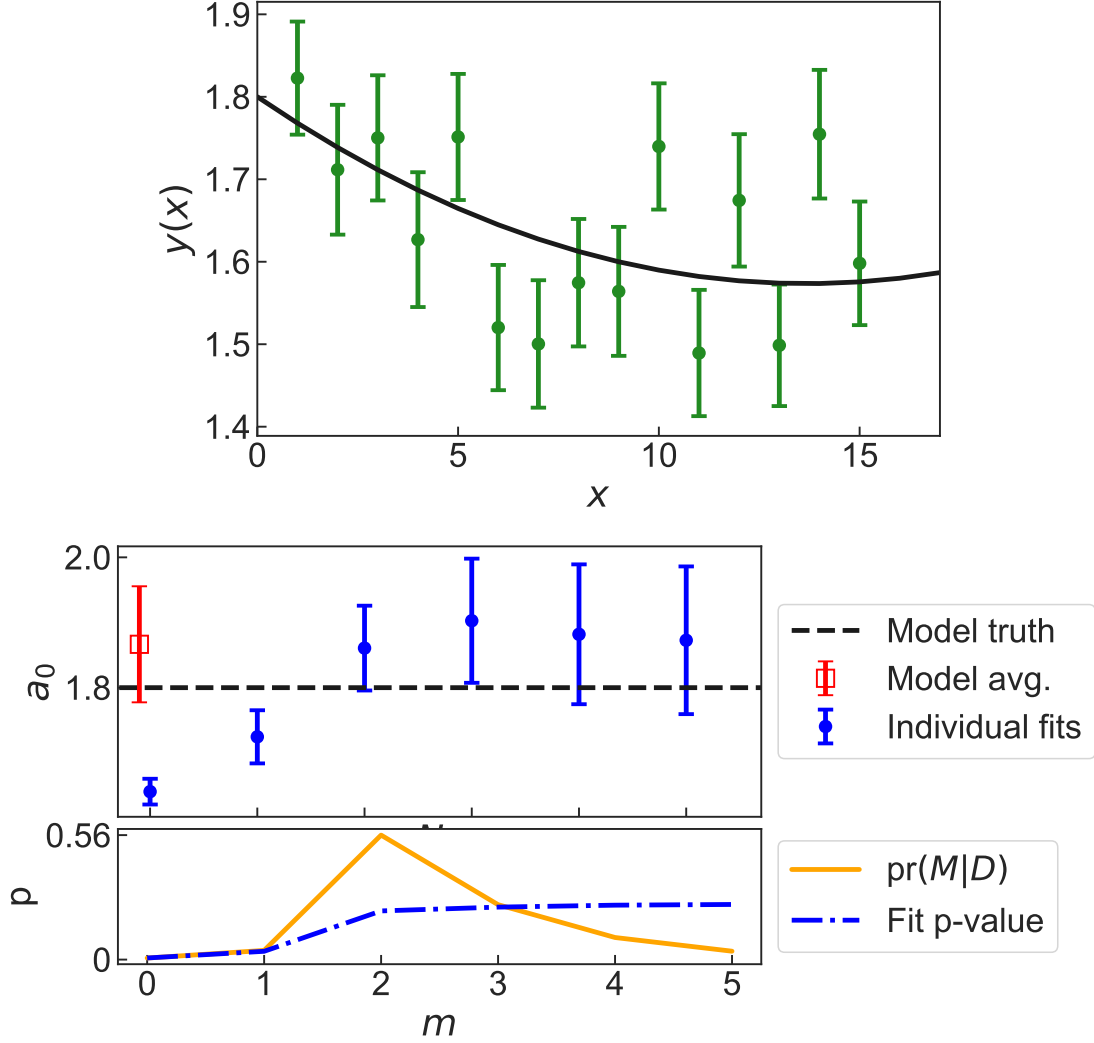 1.9
1.8
1.7
1.6
1.5
1.4
y(x)
0 5 10 15
x
2.0
1.8
a₀
Model truth
Model avg.
Individual fits
0.56
0
p
pr(M|D)
Fit p-value
0 1 2 3 4 5
m